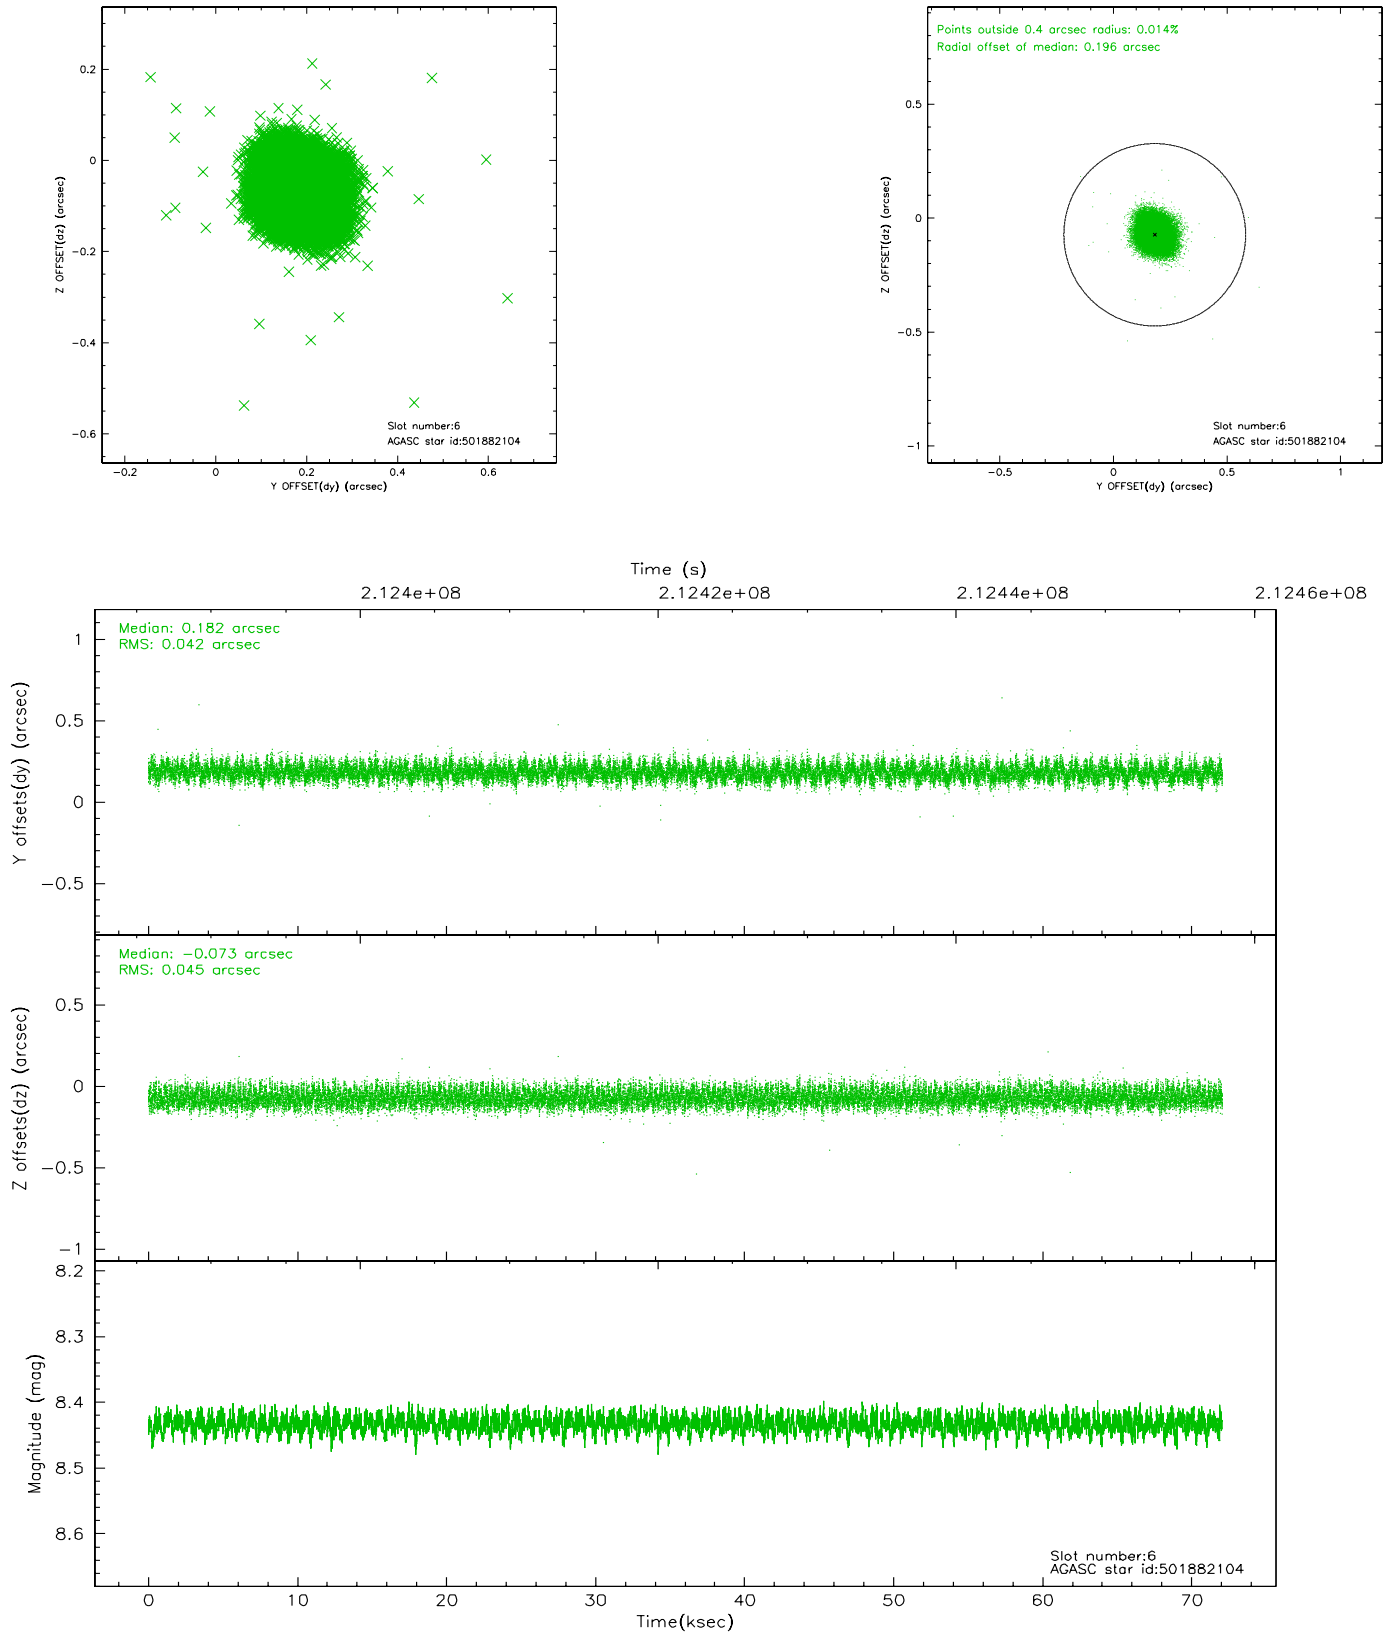 0.2
0
−0.2
−0.4
−0.6
Z OFFSET(dz) (arcsec)
Slot number:6
AGASC star id:501882104
−0.2 0 0.2 0.4 0.6
Y OFFSET(dy) (arcsec)
Points outside 0.4 arcsec radius: 0.014%
Radial offset of median: 0.196 arcsec
0.5
0
−0.5
−1
Z OFFSET(dz) (arcsec)
Slot number:6
AGASC star id:501882104
−0.5 0 0.5 1
Y OFFSET(dy) (arcsec)
Time (s)
2.124e+08 2.1242e+08 2.1244e+08 2.1246e+08
Median: 0.182 arcsec
RMS: 0.042 arcsec
1
0.5
0
−0.5
Y offsets(dy) (arcsec)
Median: −0.073 arcsec
RMS: 0.045 arcsec
0.5
0
−0.5
−1
Z offsets(dz) (arcsec)
8.2
8.3
8.4
8.5
8.6
Magnitude (mag)
Slot number:6
AGASC star id:501882104
0 10 20 30 40 50 60 70
Time(ksec)